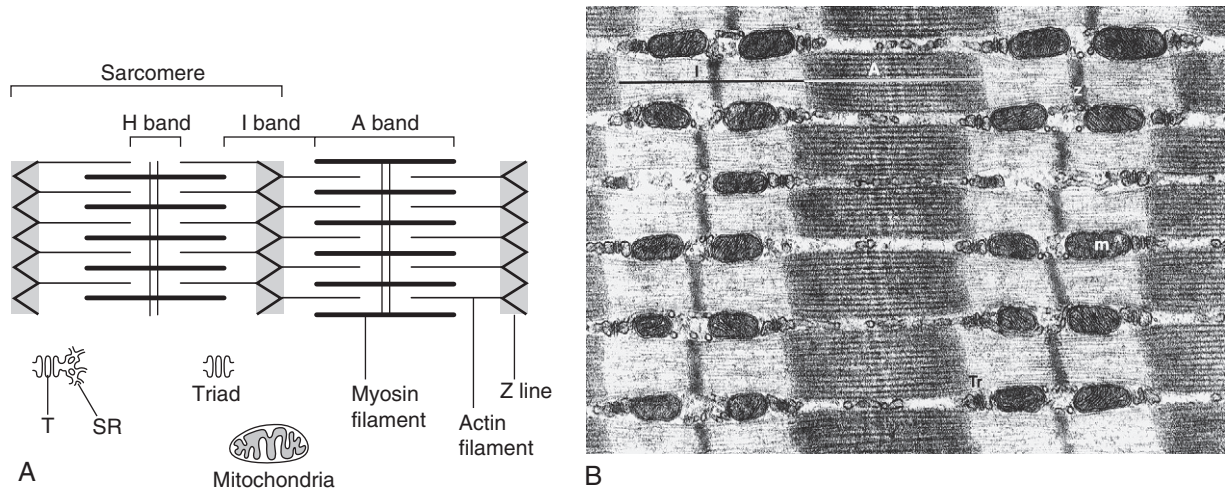 Sarcomere
H band
I band
A band
T
SR
Triad
Mitochondria
Myosin
filament
Actin
filament
Z line
A
I
A
Z
m
Tr
B